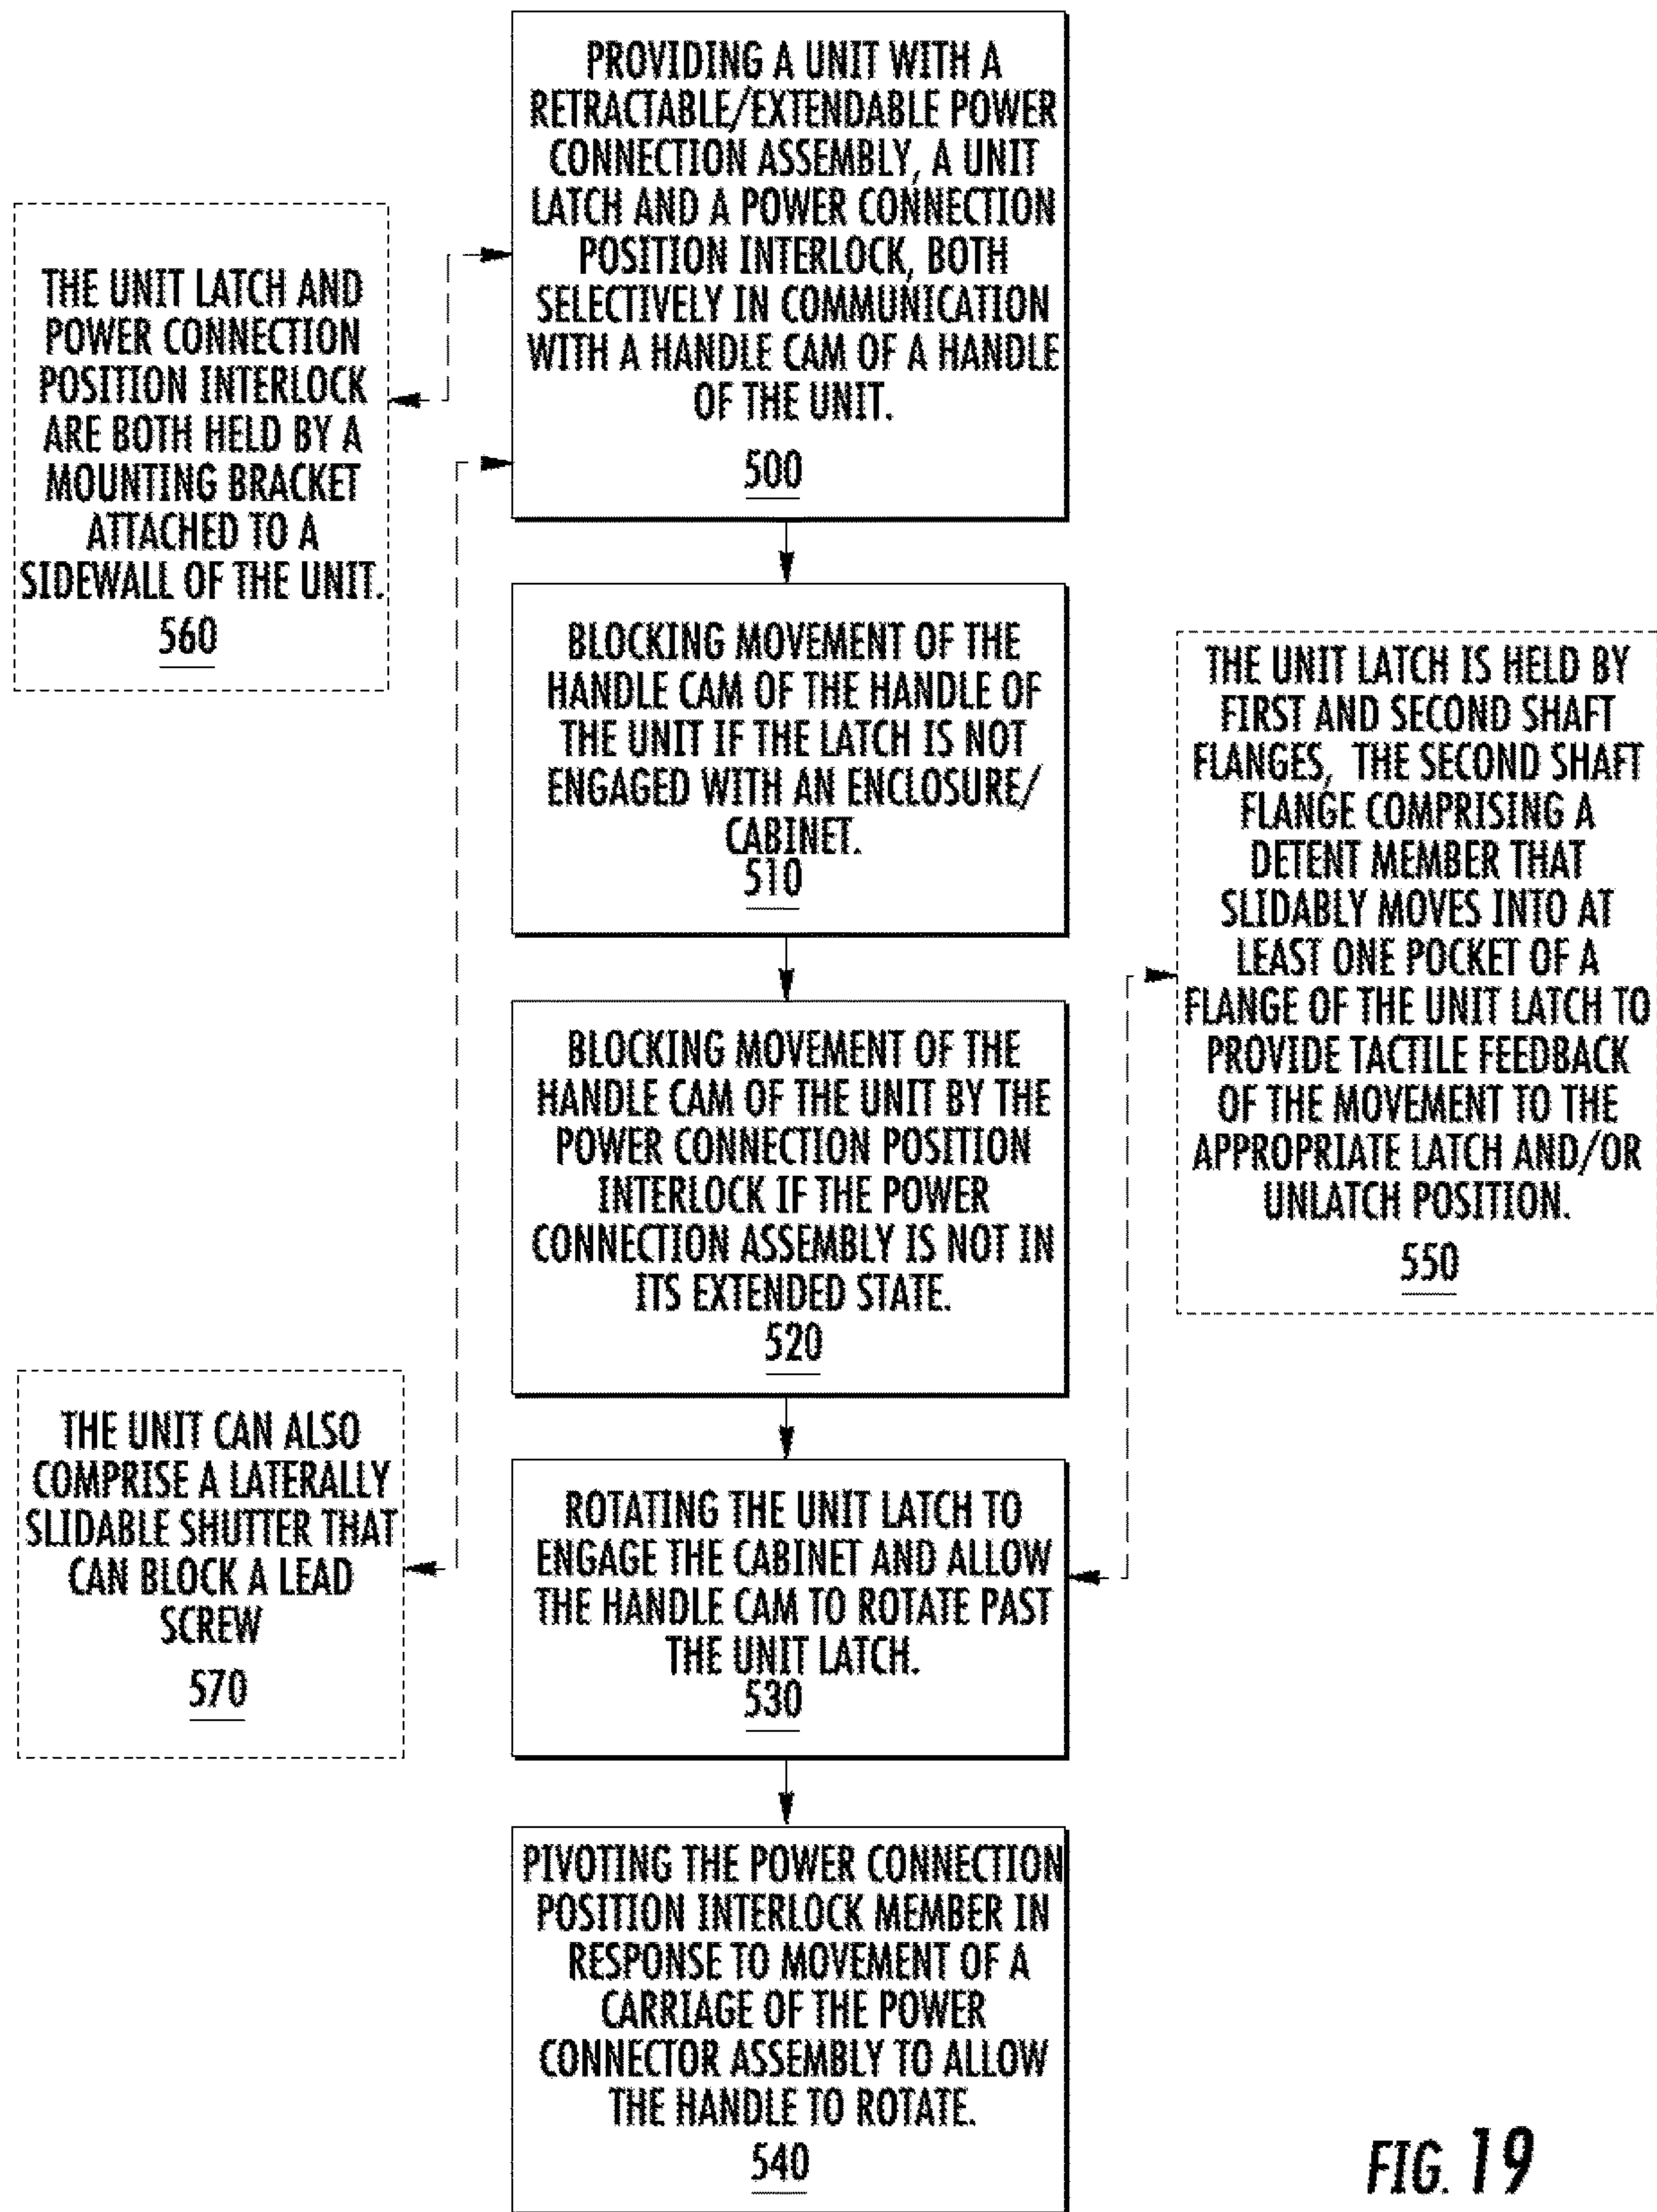 PROVIDING A UNIT WITH A
RETRACTABLE/EXTENDABLE POWER
CONNECTION ASSEMBLY, A UNIT
LATCH AND A POWER CONNECTION
POSITION INTERLOCK, BOTH
SELECTIVELY IN COMMUNICATION
WITH A HANDLE CAM OF A HANDLE
OF THE UNIT.
500
THE UNIT LATCH AND
POWER CONNECTION
POSITION INTERLOCK
ARE BOTH HELD BY A
MOUNTING BRACKET
ATTACHED TO A
SIDEWALL OF THE UNIT.
560
BLOCKING MOVEMENT OF THE
HANDLE CAM OF THE HANDLE OF
THE UNIT IF THE LATCH IS NOT
ENGAGED WITH AN ENCLOSURE/
CABINET.
510
THE UNIT LATCH IS HELD BY
FIRST AND SECOND SHAFT
FLANGES, THE SECOND SHAFT
FLANGE COMPRISING A
DETENT MEMBER THAT
SLIDABLY MOVES INTO AT
LEAST ONE POCKET OF A
FLANGE OF THE UNIT LATCH TO
PROVIDE TACTILE FEEDBACK
OF THE MOVEMENT TO THE
APPROPRIATE LATCH AND/OR
UNLATCH POSITION.
550
BLOCKING MOVEMENT OF THE
HANDLE CAM OF THE UNIT BY THE
POWER CONNECTION POSITION
INTERLOCK IF THE POWER
CONNECTION ASSEMBLY IS NOT IN
ITS EXTENDED STATE.
520
THE UNIT CAN ALSO
COMPRISE A LATERALLY
SLIDABLE SHUTTER THAT
CAN BLOCK A LEAD
SCREW
570
ROTATING THE UNIT LATCH TO
ENGAGE THE CABINET AND ALLOW
THE HANDLE CAM TO ROTATE PAST
THE UNIT LATCH.
530
PIVOTING THE POWER CONNECTION
POSITION INTERLOCK MEMBER IN
RESPONSE TO MOVEMENT OF A
CARRIAGE OF THE POWER
CONNECTOR ASSEMBLY TO ALLOW
THE HANDLE TO ROTATE.
540
FIG. 19